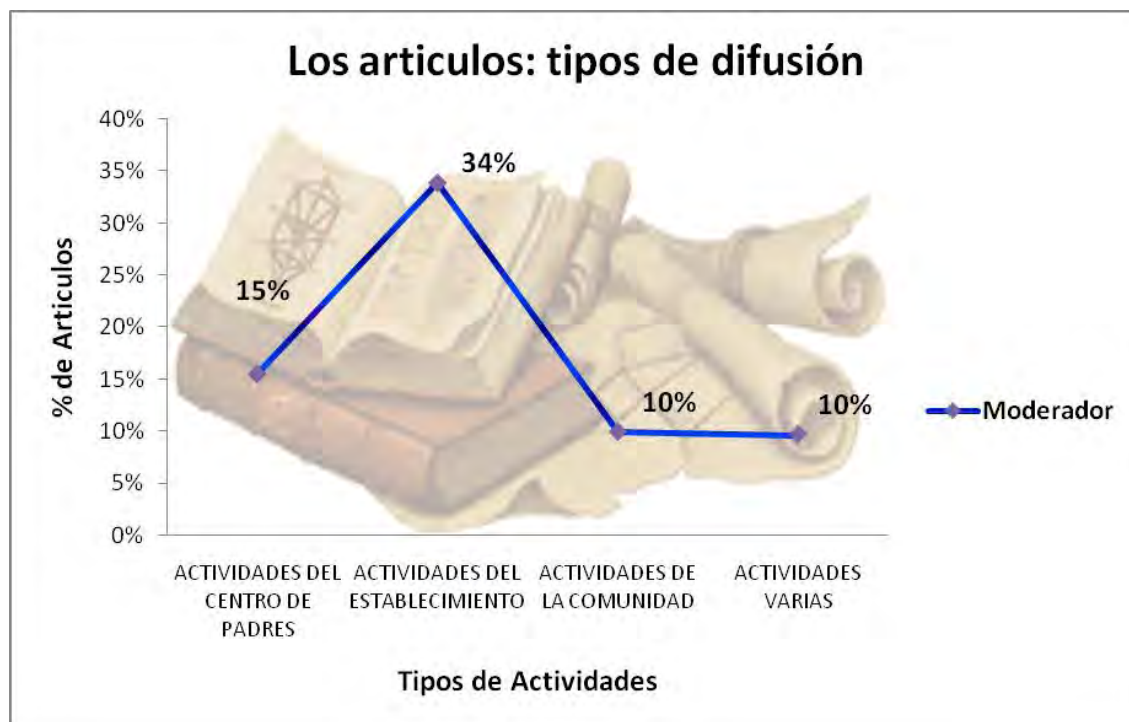 Los articulos: tipos de difusión
% de Articulos
40%
35%
30%
25%
20%
15%
10%
5%
0%
15%
34%
10%
10%
Moderador
ACTIVIDADES DEL
CENTRO DE
PADRES
ACTIVIDADES DEL
ESTABLECIMIENTO
ACTIVIDADES DE
LA COMUNIDAD
ACTIVIDADES
VARIAS
Tipos de Actividades